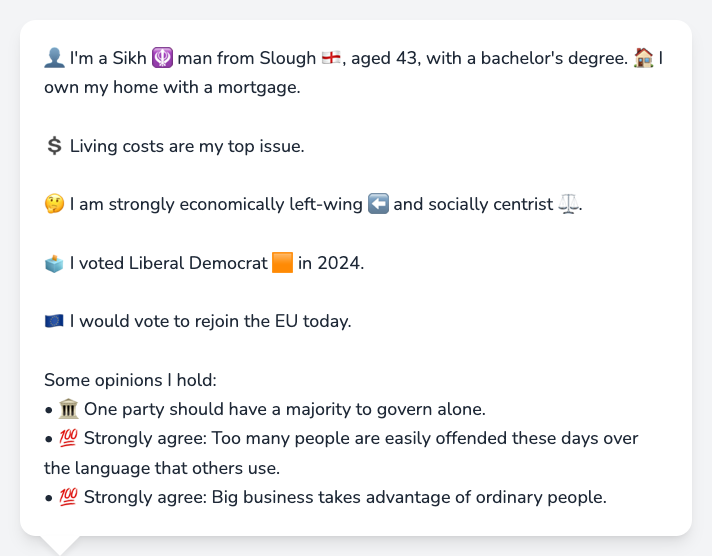 👤 I'm a Sikh 🪯 man from Slough 🏴󠁧󠁢󠁥󠁮󠁧󠁿, aged 43, with a bachelor's degree. 🏠 I
own my home with a mortgage.
💲 Living costs are my top issue.
🤔 I am strongly economically left-wing ⬅️ and socially centrist ⚖️.
🗳️ I voted Liberal Democrat 🟧 in 2024.
🇪🇺 I would vote to rejoin the EU today.
Some opinions I hold:
• 🏛️ One party should have a majority to govern alone.
• 💯 Strongly agree: Too many people are easily offended these days over
the language that others use.
• 💯 Strongly agree: Big business takes advantage of ordinary people.